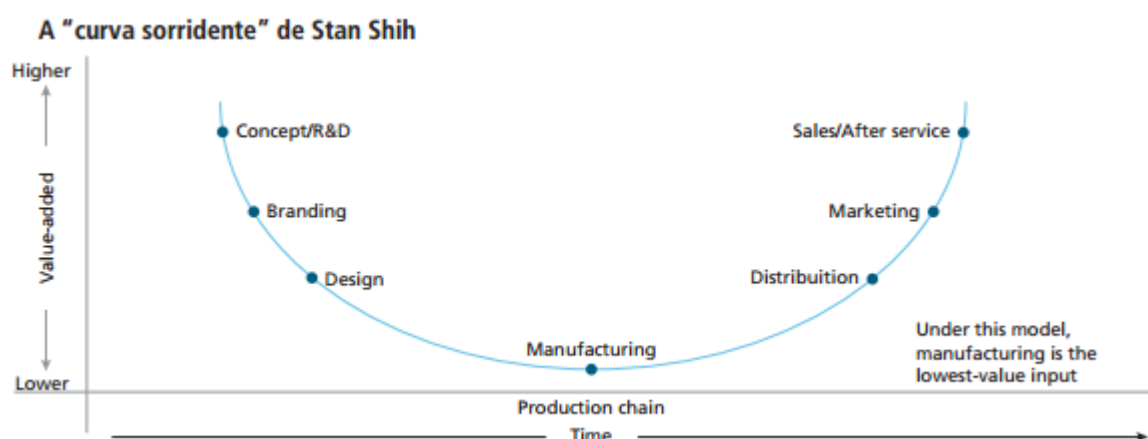 A “curva sorridente” de Stan Shih
Higher
Concept/R&D
Sales/After service
Branding
Marketing
Value-added
Design
Distribuition
Manufacturing
Under this model,
manufacturing is the
lowest-value input
Lower
Production chain
Time